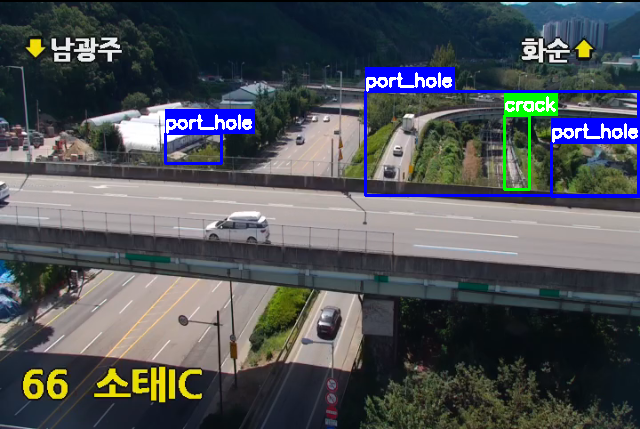 ⬇남광주
화순⬆
port_hole
crack
port_hole
port_hole
66 소태IC